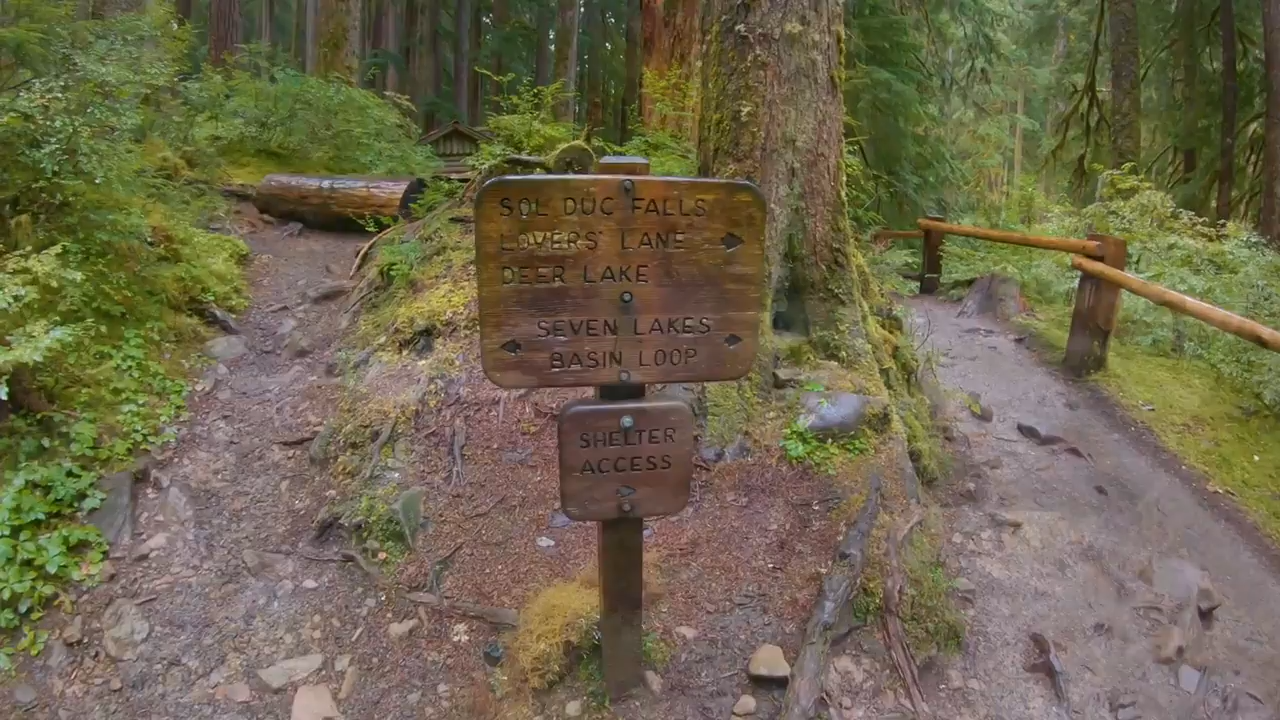 SOL DUC FALLS
LOVERS' LANE
DEER LAKE
SEVEN LAKES
BASIN LOOP
SHELTER
ACCESS